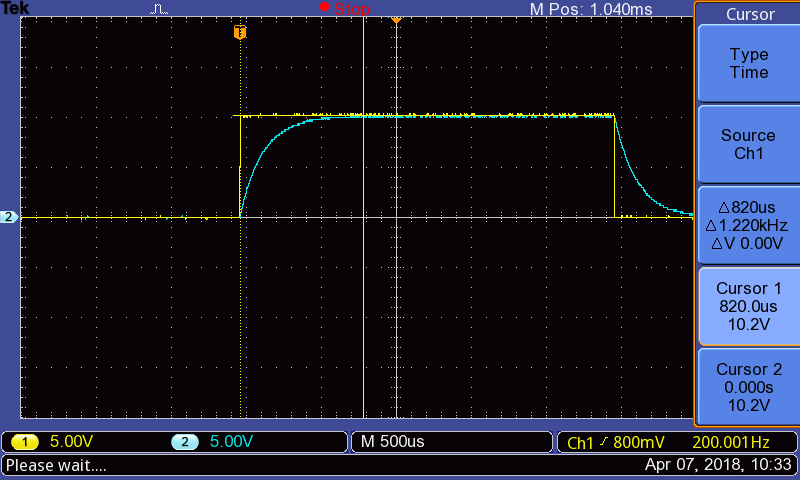 Tek Stop M Pos: 1.040ms
Cursor
Type
Time
Source
Ch1
△820us
△1.220kHz
△V 0.00V
Cursor 1
820.0us
10.2V
Cursor 2
0.000s
10.2V
T
2
1 5.00V 2 5.00V M 500us Ch1 800mV 200.001Hz
Please wait.... Apr 07, 2018, 10:33